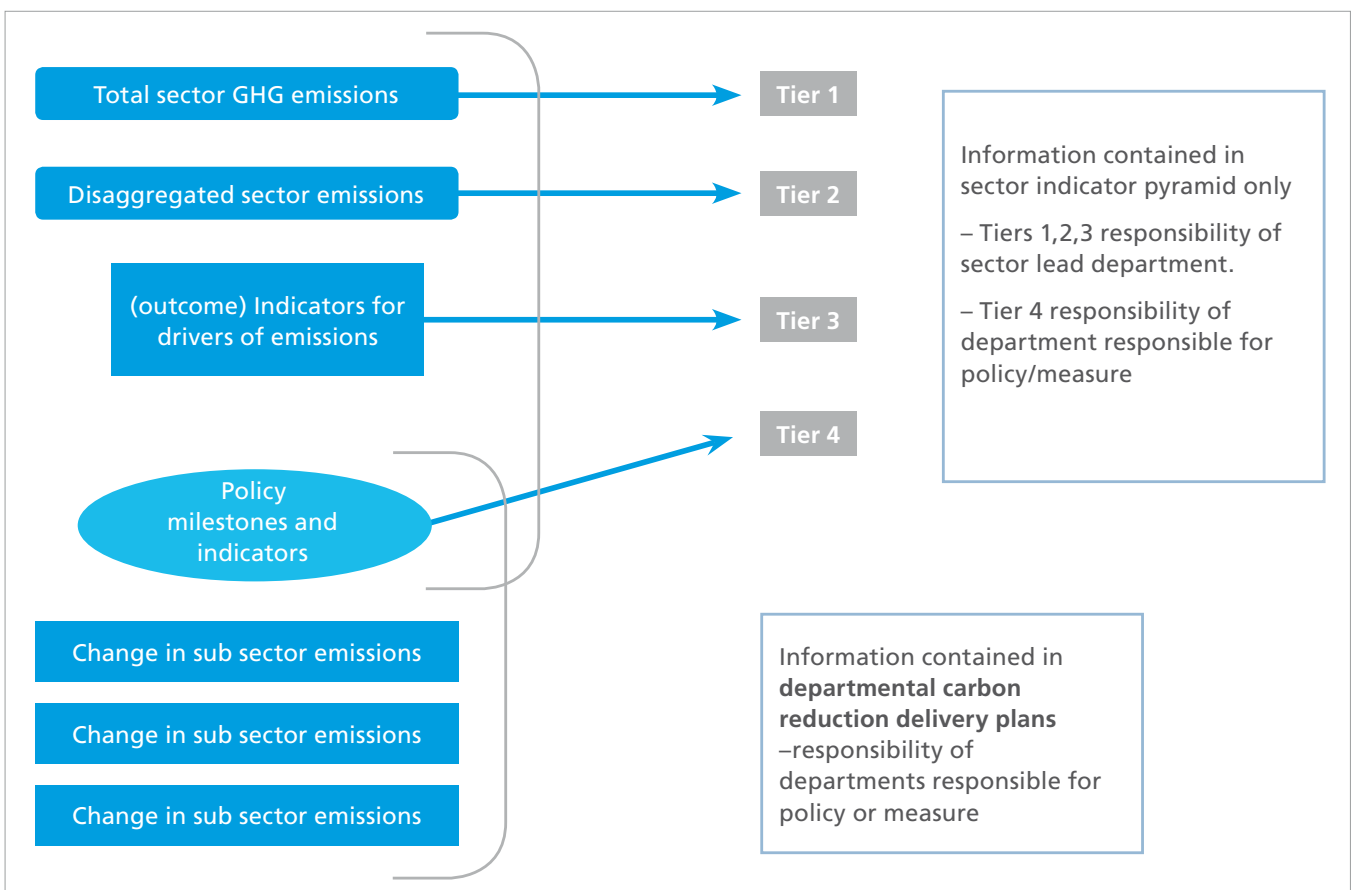 Total sector GHG emissions
Tier 1
Disaggregated sector emissions
Tier 2
(outcome) Indicators for
drivers of emissions
Tier 3
Tier 4
Policy
milestones and
indicators
Information contained in
sector indicator pyramid only
– Tiers 1,2,3 responsibility of
sector lead department.
– Tier 4 responsibility of
department responsible for
policy/measure
Change in sub sector emissions
Change in sub sector emissions
Change in sub sector emissions
Information contained in
departmental carbon
reduction delivery plans
–responsibility of
departments responsible for
policy or measure